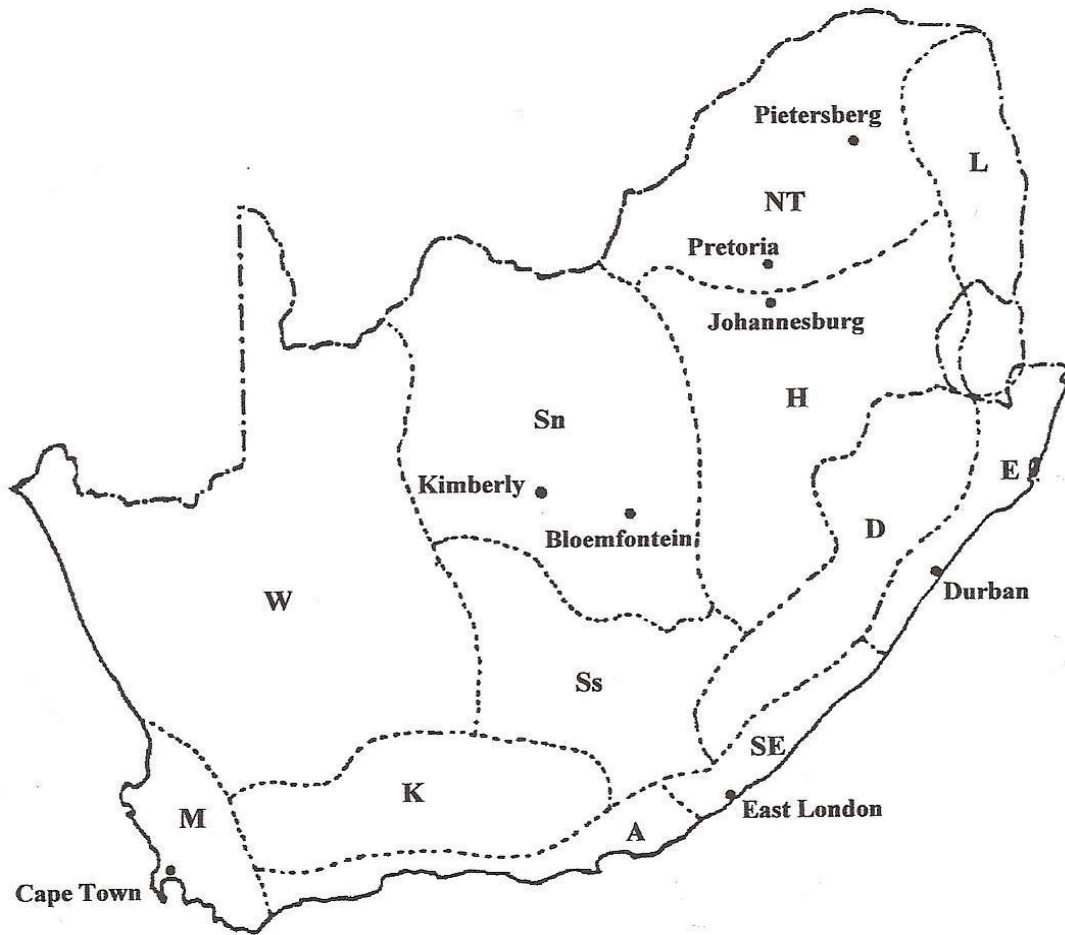 Pietersberg
L
NT
Pretoria
Johannesburg
H
Sn
E
Kimberly
Bloemfontein
D
Durban
W
Ss
SE
K
East London
M
A
Cape Town